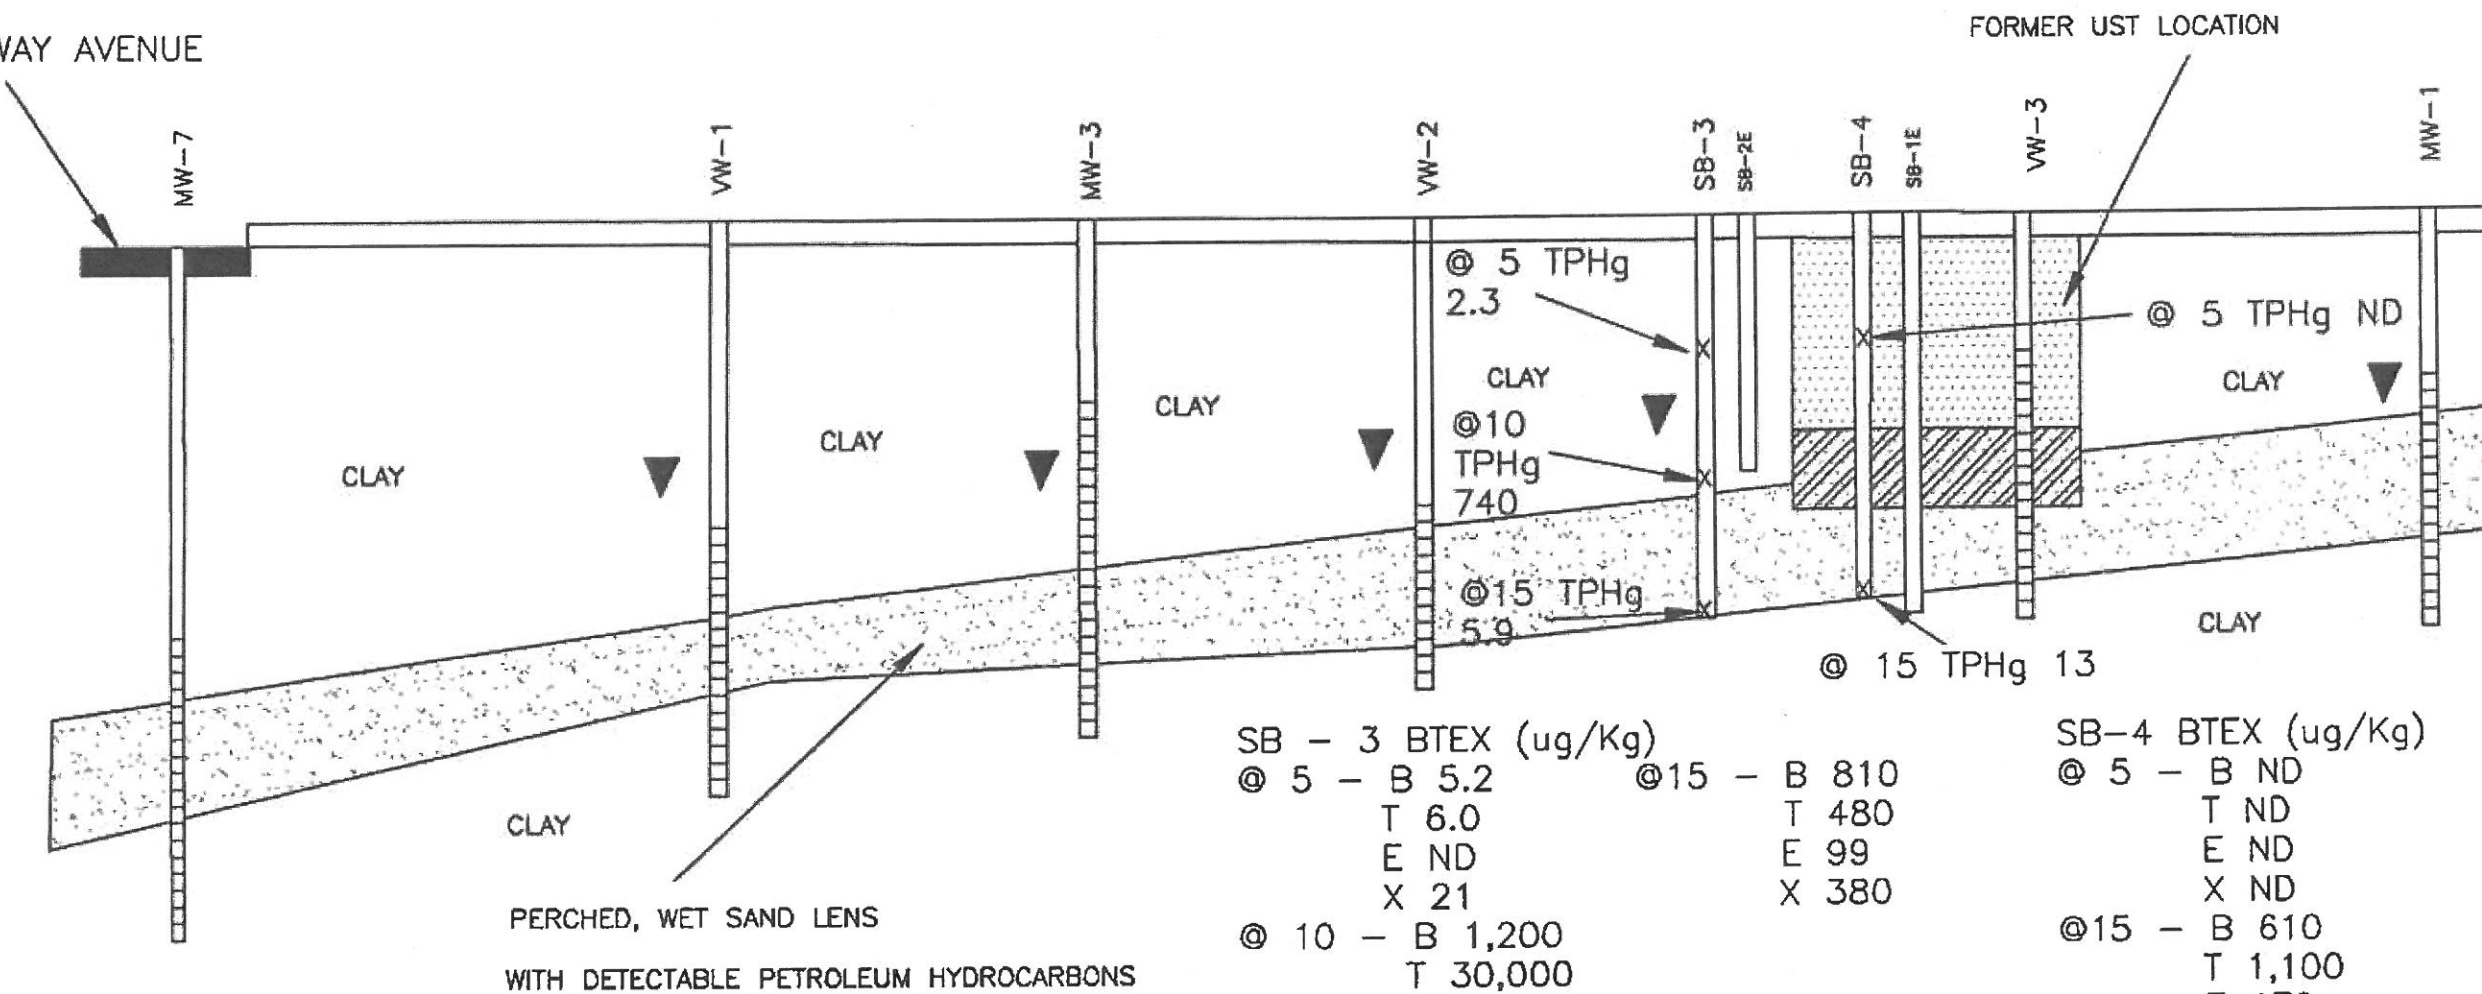 WAY AVENUE
FORMER UST LOCATION
MW-7
VW-1
MW-3
VW-2
SB-3
SB-2E
SB-4
SB-1E
VW-3
MW-1
@ 5 TPHg
2.3
@ 5 TPHg ND
CLAY
CLAY
CLAY
CLAY
CLAY
@10
TPHg
740
@15 TPHg
5.9
CLAY
@ 15 TPHg 13
CLAY
PERCHED, WET SAND LENS
WITH DETECTABLE PETROLEUM HYDROCARBONS
SB - 3 BTEX (ug/Kg)
@ 5 - B 5.2
T 6.0
E ND
X 21
@ 10 - B 1,200
T 30,000
@15 - B 810
T 480
E 99
X 380
SB-4 BTEX (ug/Kg)
@ 5 - B ND
T ND
E ND
X ND
@15 - B 610
T 1,100